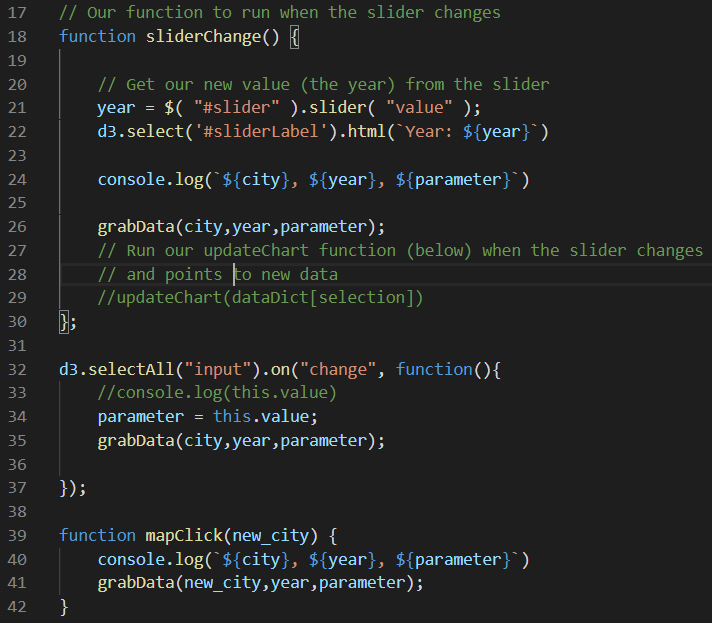 17 // Our function to run when the slider changes
18 function sliderChange() {
19
20     // Get our new value (the year) from the slider
21     year = $( "#slider" ).slider( "value" );
22     d3.select('#sliderLabel').html(`Year: ${year}`)
23
24     console.log(`${city}, ${year}, ${parameter}`)
25
26     grabData(city,year,parameter);
27     // Run our updateChart function (below) when the slider changes
28     // and points to new data
29     //updateChart(dataDict[selection])
30 };
31
32 d3.selectAll("input").on("change", function(){
33     //console.log(this.value)
34     parameter = this.value;
35     grabData(city,year,parameter);
36
37 });
38
39 function mapClick(new_city) {
40     console.log(`${city}, ${year}, ${parameter}`)
41     grabData(new_city,year,parameter);
42 }